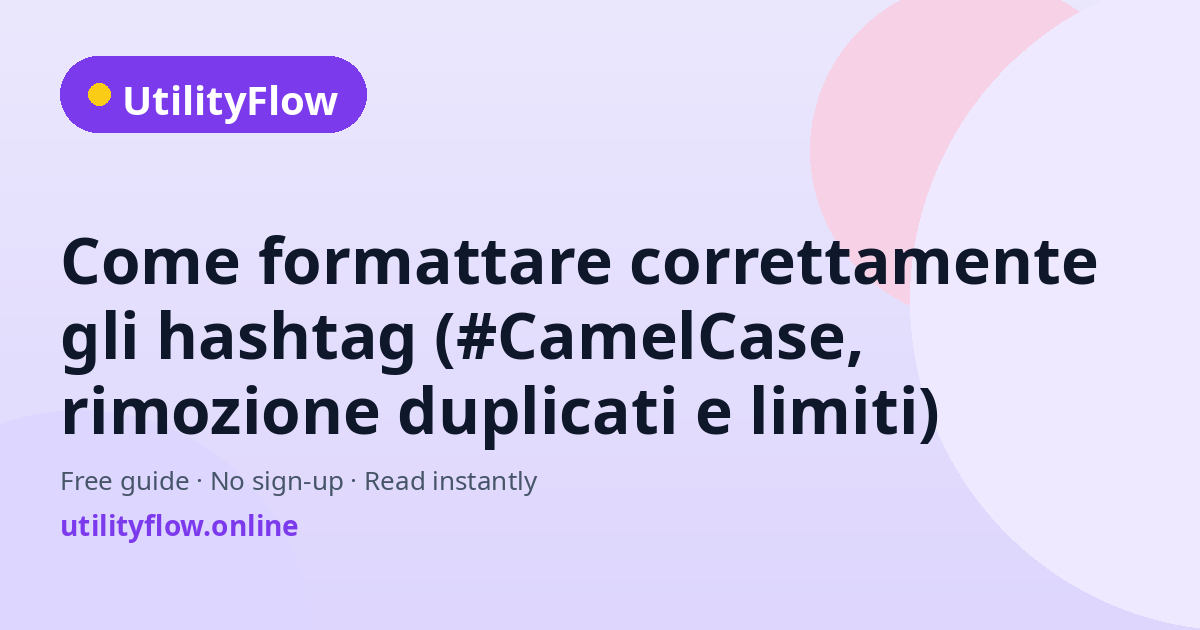 UtilityFlow
Come formattare correttamente
gli hashtag (#CamelCase,
rimozione duplicati e limiti)
Free guide · No sign-up · Read instantly
utilityflow.online